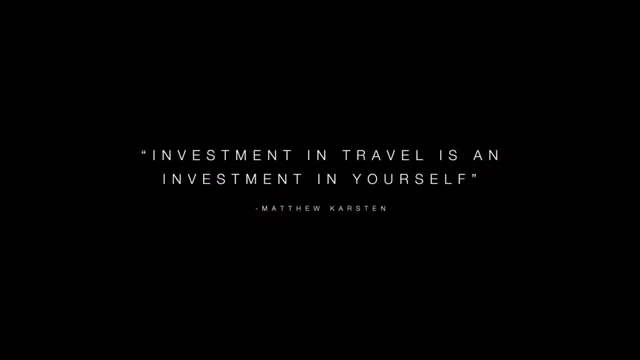 “INVESTMENT IN TRAVEL IS AN
INVESTMENT IN YOURSELF”
-MATTHEW KARSTEN